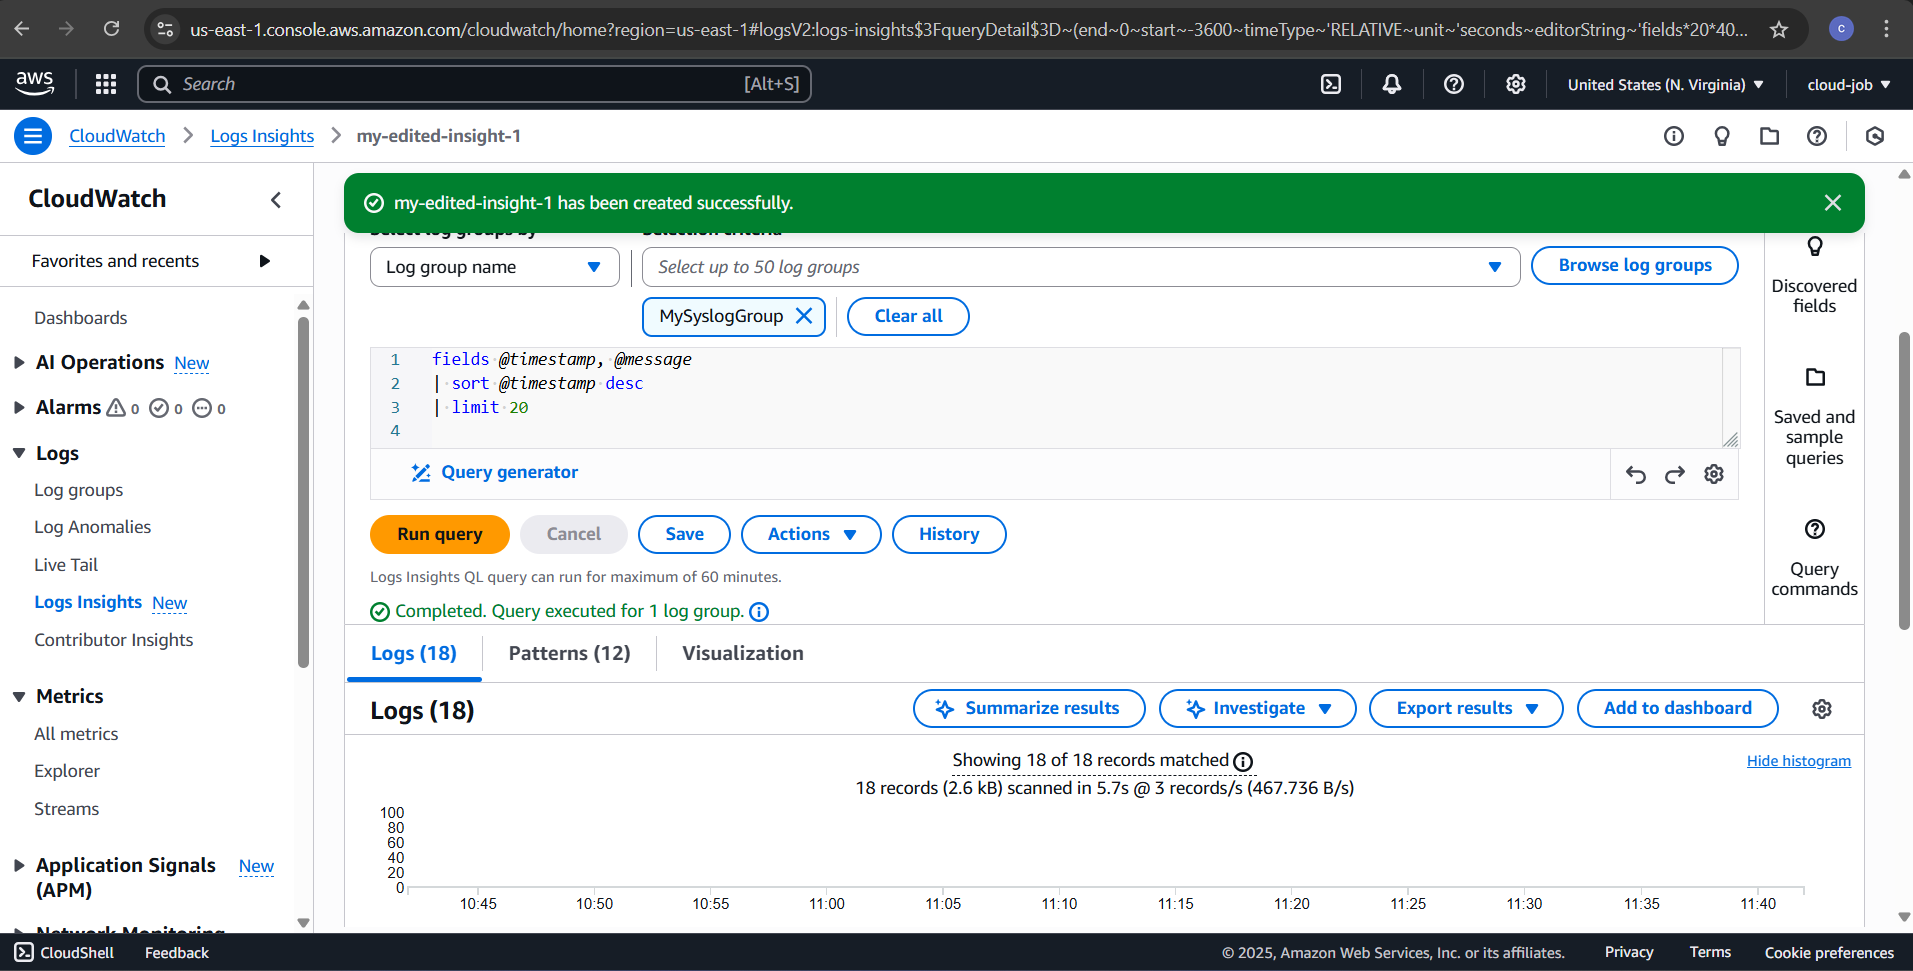 us-east-1.console.aws.amazon.com/cloudwatch/home?region=us-east-1#logsV2:logs-insights$3FqueryDetail$3D~(end~0~start~-3600~timeType~'RELATIVE~unit~'seconds~editorString~'fields*20*40...
c
aws
Search
[Alt+S]
United States (N. Virginia)
cloud-job
CloudWatch
Logs Insights
my-edited-insight-1
CloudWatch
Favorites and recents
Dashboards
AI Operations New
Alarms 0 0 0
Logs
Log groups
Log Anomalies
Live Tail
Logs Insights New
Contributor Insights
Metrics
All metrics
Explorer
Streams
Application Signals New
(APM)
Network Monitoring
my-edited-insight-1 has been created successfully.
Select log groups by
Selection criteria
Log group name
Select up to 50 log groups
Browse log groups
MySyslogGroup
Clear all
1 fields @timestamp, @message
2 | sort @timestamp desc
3 | limit 20
4
Query generator
Run query
Cancel
Save
Actions
History
Logs Insights QL query can run for maximum of 60 minutes.
Completed. Query executed for 1 log group.
Discovered
fields
Saved and
sample
queries
Query
commands
Logs (18)
Patterns (12)
Visualization
Logs (18)
Summarize results
Investigate
Export results
Add to dashboard
Showing 18 of 18 records matched
Hide histogram
18 records (2.6 kB) scanned in 5.7s @ 3 records/s (467.736 B/s)
100
80
60
40
20
0
10:45 10:50 10:55 11:00 11:05 11:10 11:15 11:20 11:25 11:30 11:35 11:40
CloudShell
Feedback
© 2025, Amazon Web Services, Inc. or its affiliates.
Privacy
Terms
Cookie preferences